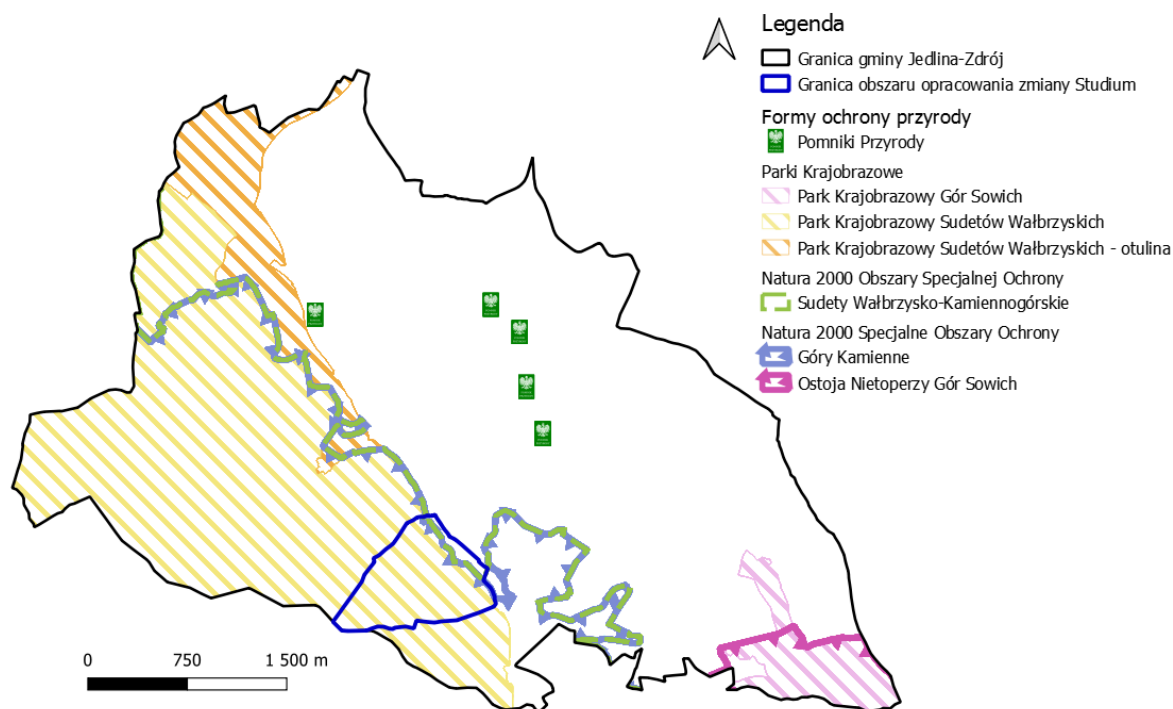 Legenda
Granica gminy Jedlina-Zdrój
Granica obszaru opracowania zmiany Studium
Formy ochrony przyrody
Pomniki Przyrody
Parki Krajobrazowe
Park Krajobrazowy Gór Sowich
Park Krajobrazowy Sudetów Wałbrzyskich
Park Krajobrazowy Sudetów Wałbrzyskich - otulina
Natura 2000 Obszary Specjalnej Ochrony
Sudety Wałbrzysko-Kamiennogórskie
Natura 2000 Specjalne Obszary Ochrony
Góry Kamienne
Ostoja Nietoperzy Gór Sowich
0 750 1 500 m